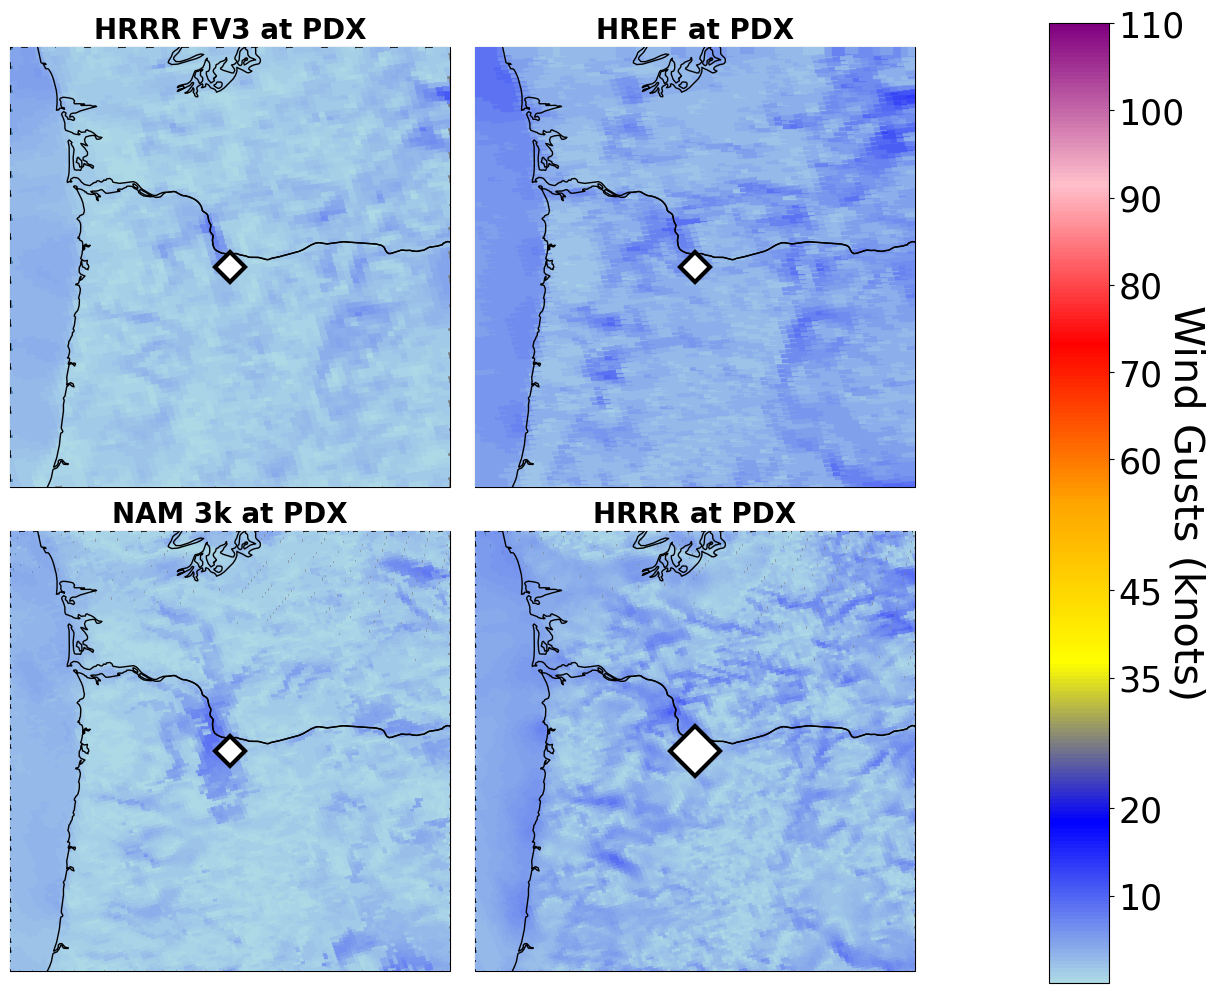 HRRR FV3 at PDX
HREF at PDX
NAM 3k at PDX
HRRR at PDX
110
100
90
80
70
60
45
35
20
10
Wind Gusts (knots)